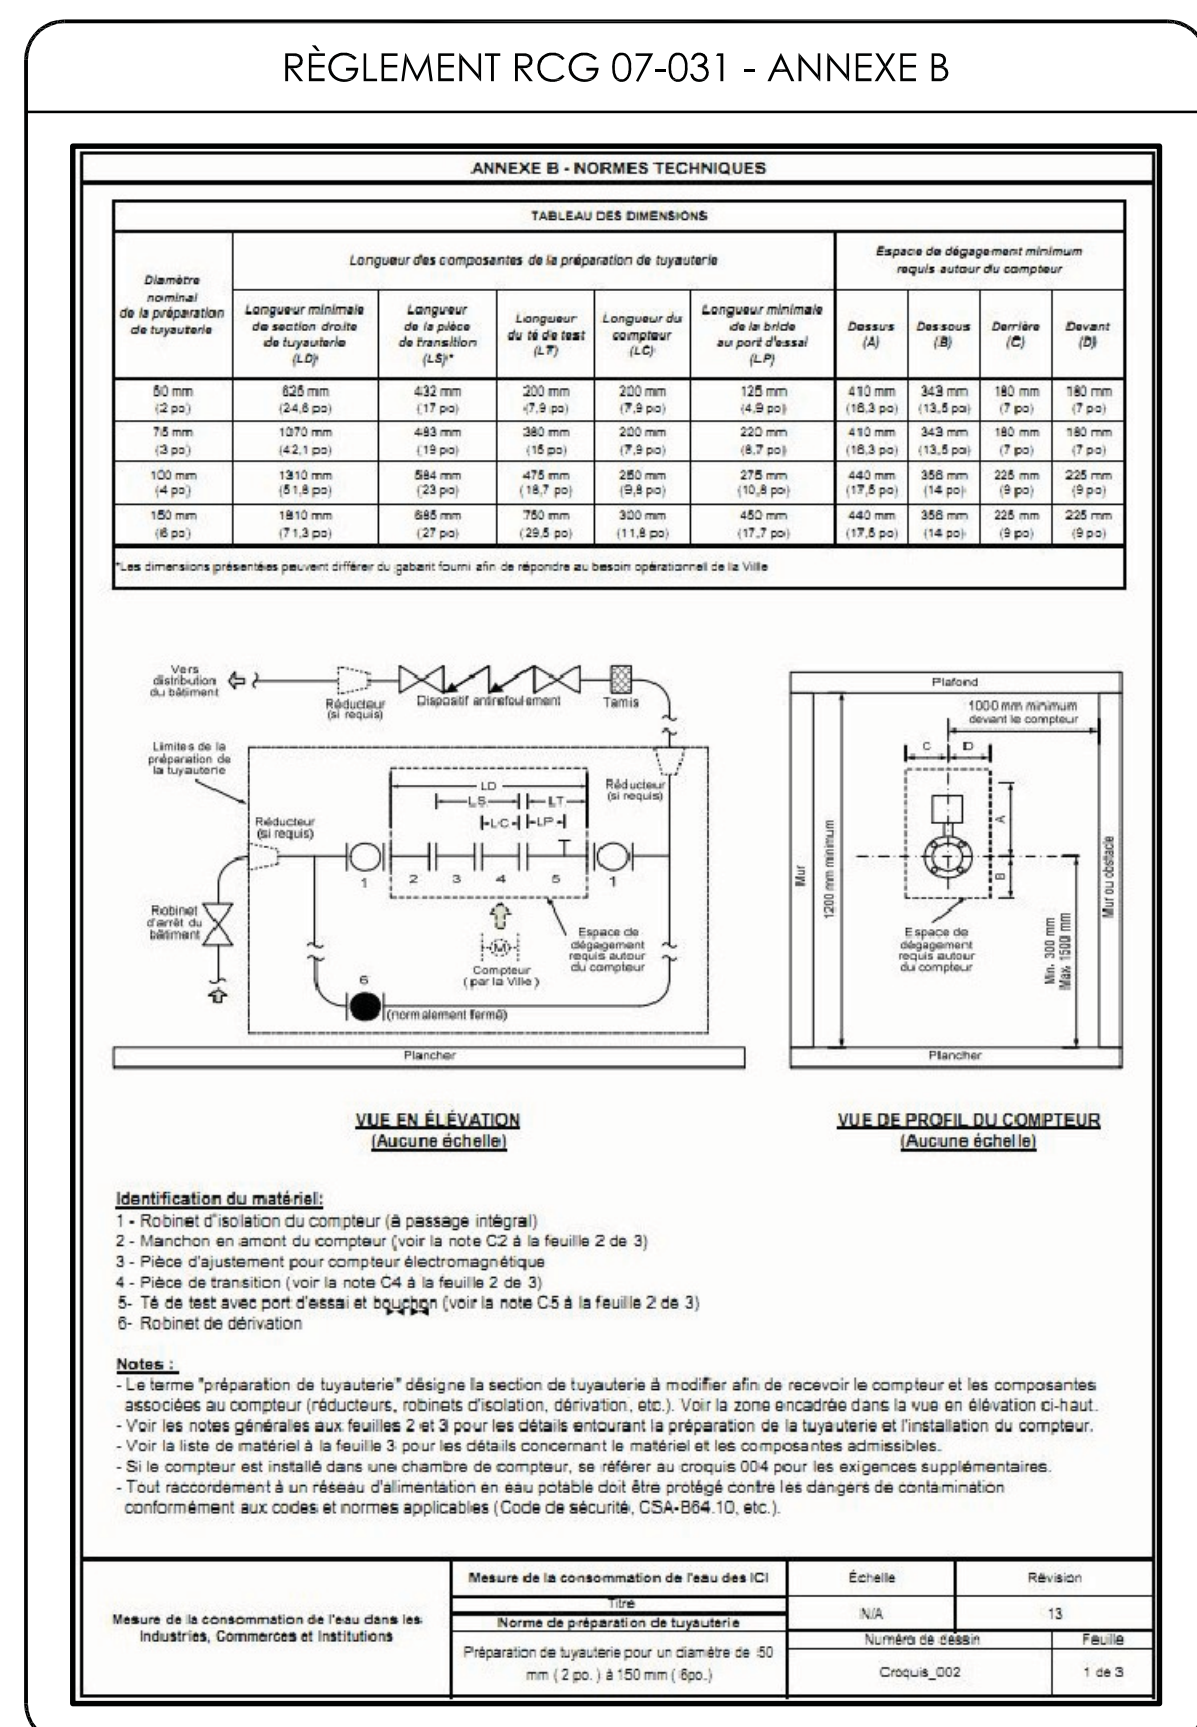 RÈGLEMENT RCG 07-031 - ANNEXE B
ANNEXE B - NORMES TECHNIQUES
TABLEAU DES DIMENSIONS
Diamètre
nominal
de la préparation
de tuyauterie
Longueur des composantes de la préparation de tuyauterie
Espace de dégagement minimum
requis autour du compteur
Longueur minimale
de section droite
de tuyauterie
(LD)
Longueur
de la pièce
de transition
(LS)*
Longueur
du té de test
(LT)
Longueur du
compteur
(LC)
Longueur minimale
de la bride
au port d'essai
(LP)
Dessus
(A)
Dessous
(B)
Derrière
(C)
Devant
(D)
50 mm 625 mm 432 mm 200 mm 200 mm 125 mm 410 mm 343 mm 180 mm 180 mm
(2 po) (24,6 po) (17 po) (7,9 po) (7,9 po) (4,9 po) (16,3 po) (13,5 po) (7 po) (7 po)
75 mm 1070 mm 483 mm 380 mm 200 mm 220 mm 410 mm 343 mm 180 mm 180 mm
(3 po) (42,1 po) (19 po) (15 po) (7,9 po) (8,7 po) (16,3 po) (13,5 po) (7 po) (7 po)
100 mm 1310 mm 584 mm 475 mm 250 mm 275 mm 440 mm 356 mm 225 mm 225 mm
(4 po) (51,6 po) (23 po) (18,7 po) (9,8 po) (10,8 po) (17,5 po) (14 po) (9 po) (9 po)
150 mm 1810 mm 685 mm 750 mm 300 mm 450 mm 440 mm 356 mm 225 mm 225 mm
(6 po) (71,3 po) (27 po) (29,5 po) (11,8 po) (17,7 po) (17,5 po) (14 po) (9 po) (9 po)
*Les dimensions présentées peuvent différer du gabarit fourni afin de répondre au besoin opérationnel de la Ville
Vers
distribution
du bâtiment
Réducteur
(si requis)
Dispositif antirefoulement
Tamis
Limites de la
préparation de
la tuyauterie
LD
LS
LT
LC
LP
Réducteur
(si requis)
Réducteur
(si requis)
1 2 3 4 5 1
Robinet
d'arrêt du
bâtiment
M
Compteur
(par la Ville)
Espace de
dégagement
requis autour
du compteur
6
(normalement fermé)
Plancher
VUE EN ÉLÉVATION
(Aucune échelle)
Plafond
1000 mm minimum
devant le compteur
C
D
A
B
Mur
1200 mm minimum
Espace de
dégagement
requis autour
du compteur
Min. 300 mm
Max. 1500 mm
Mur ou obstacle
Plancher
VUE DE PROFIL DU COMPTEUR
(Aucune échelle)
Identification du matériel:
1 - Robinet d'isolation du compteur (à passage intégral)
2 - Manchon en amont du compteur (voir la note C2 à la feuille 2 de 3)
3 - Pièce d'ajustement pour compteur électromagnétique
4 - Pièce de transition (voir la note C4 à la feuille 2 de 3)
5- Té de test avec port d'essai et bouchon (voir la note C5 à la feuille 2 de 3)
6- Robinet de dérivation
Notes :
- Le terme "préparation de tuyauterie" désigne la section de tuyauterie à modifier afin de recevoir le compteur et les composantes
associées au compteur (réducteurs, robinets d'isolation, dérivation, etc.). Voir la zone encadrée dans la vue en élévation ci-haut.
- Voir les notes générales aux feuilles 2 et 3 pour les détails entourant la préparation de la tuyauterie et l'installation du compteur.
- Voir la liste de matériel à la feuille 3 pour les détails concernant le matériel et les composantes admissibles.
- Si le compteur est installé dans une chambre de compteur, se référer au croquis 004 pour les exigences supplémentaires.
- Tout raccordement à un réseau d'alimentation en eau potable doit être protégé contre les dangers de contamination
conformément aux codes et normes applicables (Code de sécurité, CSA-B64.10, etc.).
Mesure de la consommation de l'eau dans les
Industries, Commerces et Institutions
Mesure de la consommation de l'eau des ICI
Titre
Norme de préparation de tuyauterie
Préparation de tuyauterie pour un diamètre de 50
mm ( 2 po. ) à 150 mm ( 6po.)
Échelle
N/A
Révision
13
Numéro de dessin
Croquis_002
Feuille
1 de 3